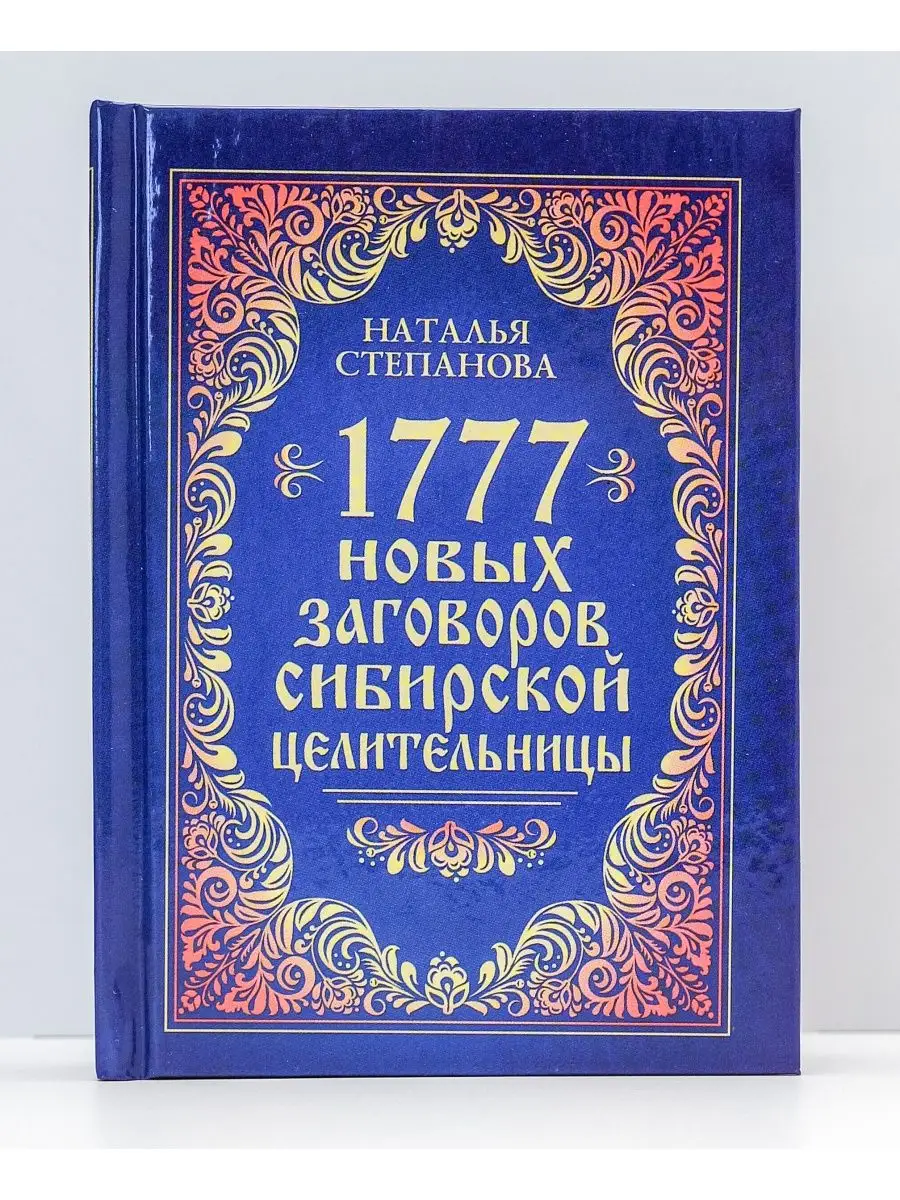 НАТАЛЬЯ
СТЕПАНОВА
1777
НОВЫХ
ЗАГОВОРОВ
СИБИРСКОЙ
ЦЕЛИТЕЛЬНИЦЫ